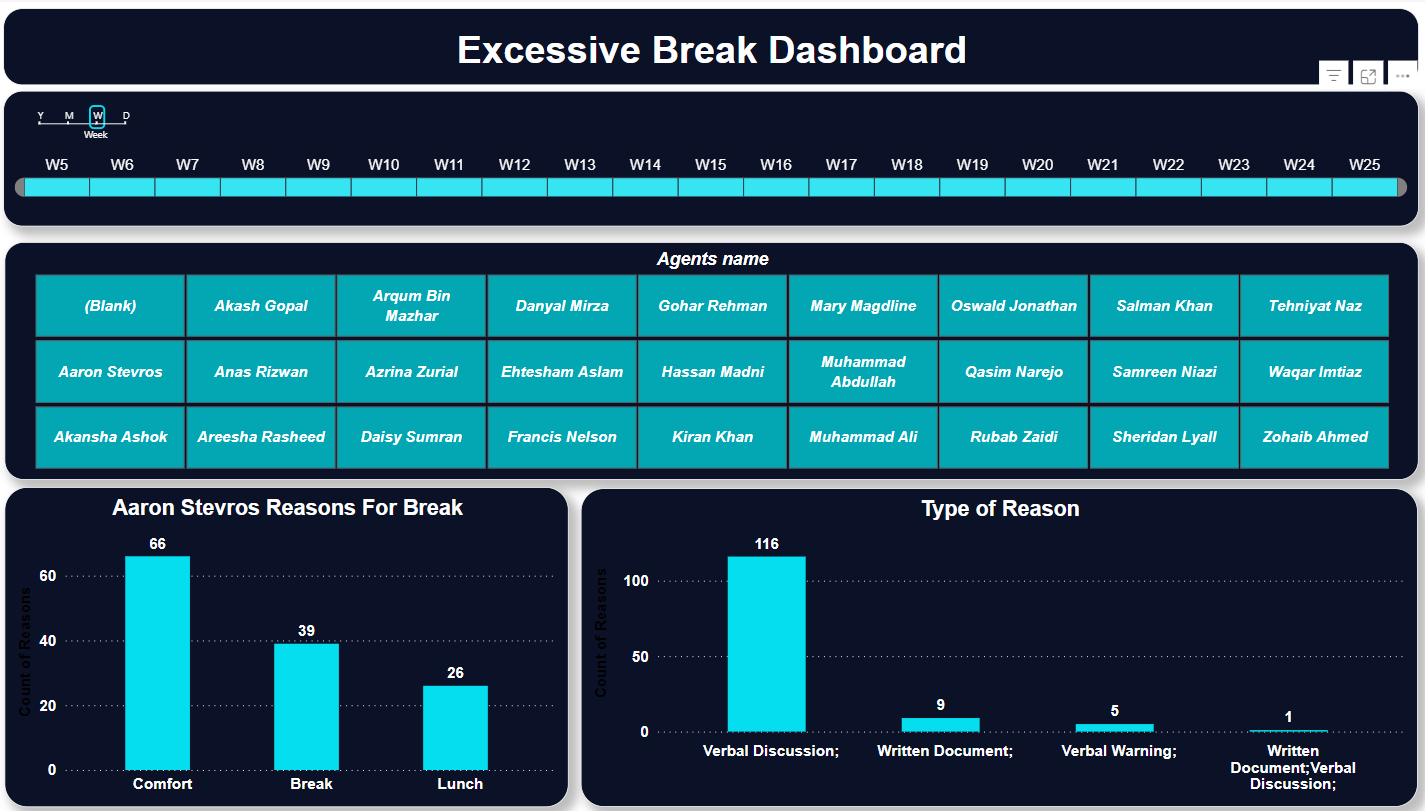 Excessive Break Dashboard
Y M W D
Week
W5 W6 W7 W8 W9 W10 W11 W12 W13 W14 W15 W16 W17 W18 W19 W20 W21 W22 W23 W24 W25
Agents name
(Blank) Akash Gopal Arqum Bin Mazhar Danyal Mirza Gohar Rehman Mary Magdline Oswald Jonathan Salman Khan Tehniyat Naz
Aaron Stevros Anas Rizwan Azrina Zurial Ehtesham Aslam Hassan Madni Muhammad Abdullah Qasim Narejo Samreen Niazi Waqar Imtiaz
Akansha Ashok Areesha Rasheed Daisy Sumran Francis Nelson Kiran Khan Muhammad Ali Rubab Zaidi Sheridan Lyall Zohaib Ahmed
Aaron Stevros Reasons For Break
Count of Reasons
60
40
20
0
66
39
26
Comfort Break Lunch
Type of Reason
Count of Reasons
100
50
0
116
9
5
1
Verbal Discussion; Written Document; Verbal Warning; Written
Document;Verbal
Discussion;